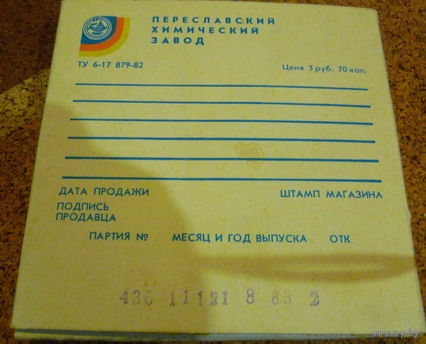 ПЕРЕСЛАВСКИЙ
ХИМИЧЕСКИЙ
ЗАВОД
ТУ 6-17 879-82
Цена 3 руб. 70 коп.
ДАТА ПРОДАЖИ
ШТАМП МАГАЗИНА
ПОДПИСЬ
ПРОДАВЦА
ПАРТИЯ № МЕСЯЦ И ГОД ВЫПУСКА ОТК
436 11121 8 83 2